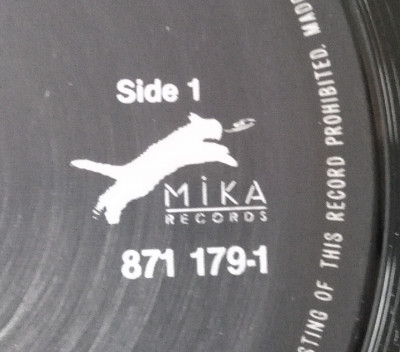 Side 1
MiKA
RECORDS
871 179-1
STING OF THIS RECORD PROHIBITED. MADE